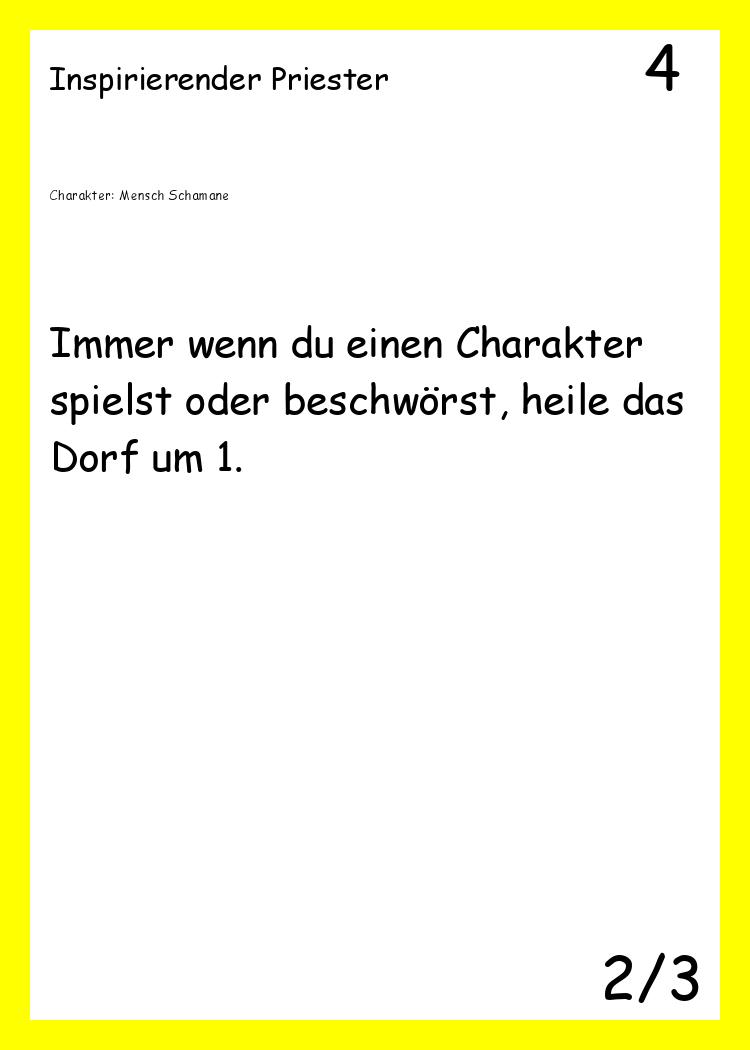 Inspirierender Priester
4
Charakter: Mensch Schamane
Immer wenn du einen Charakter
spielst oder beschwörst, heile das
Dorf um 1.
2/3